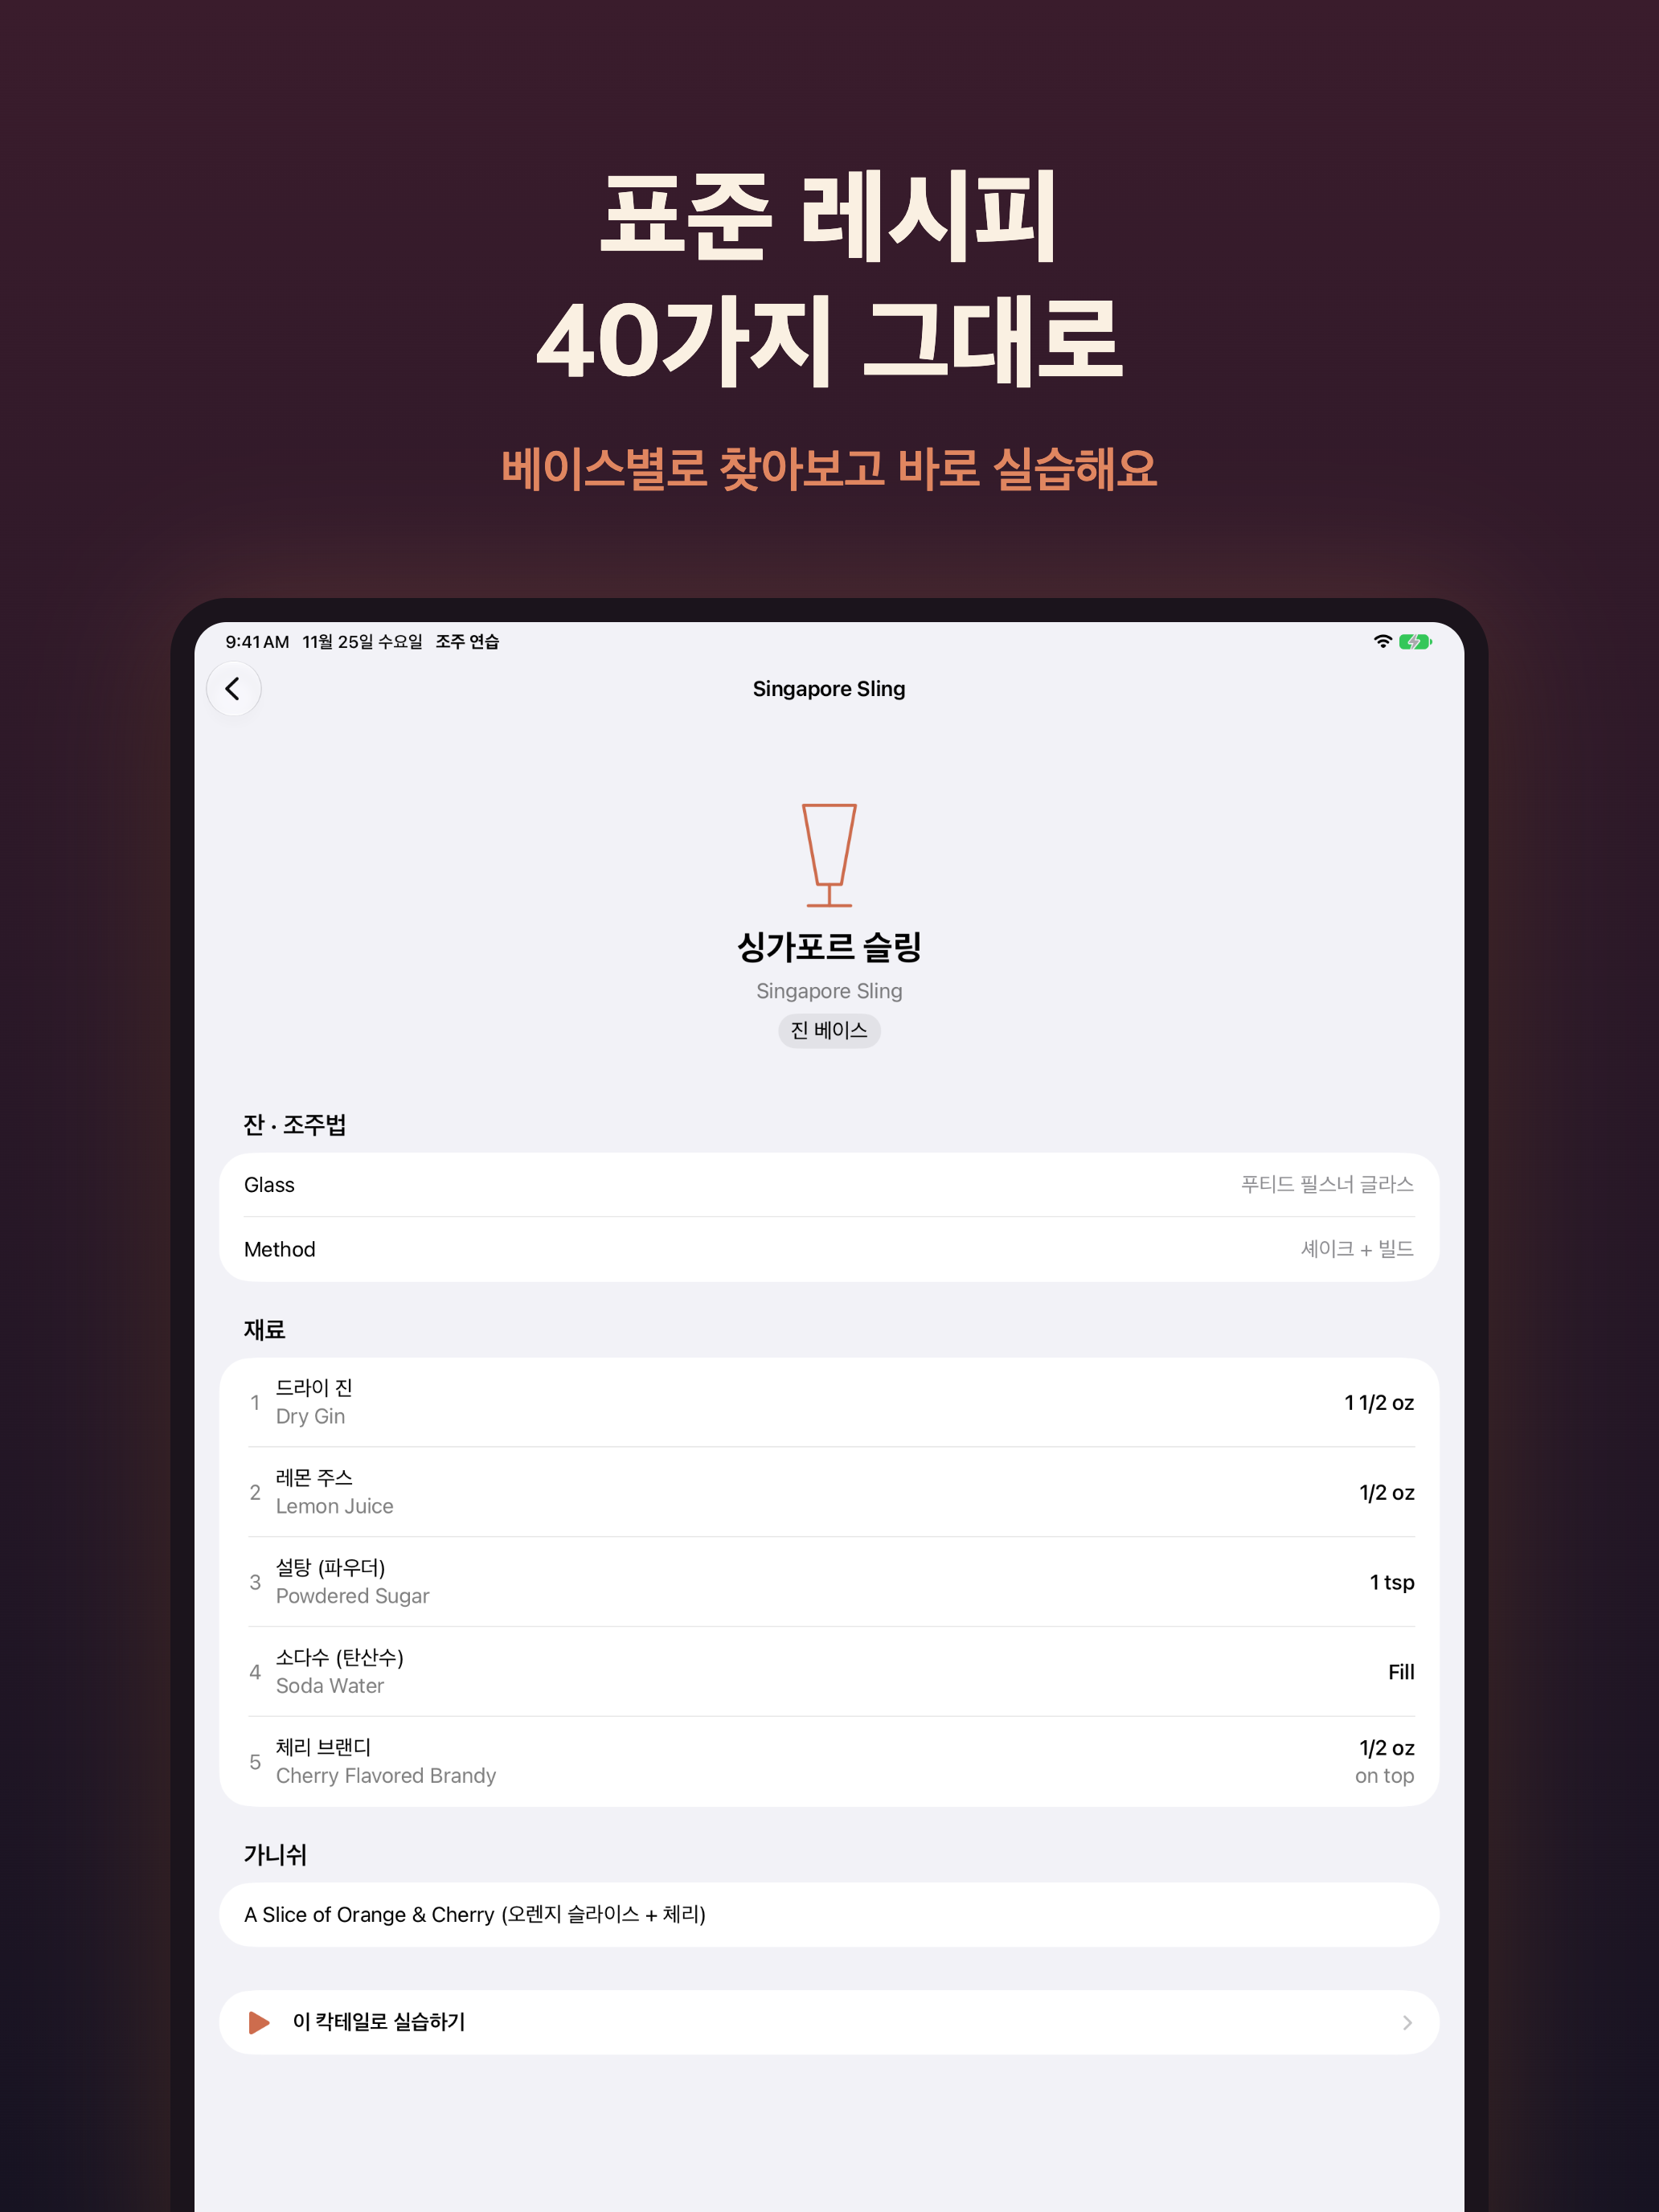 표준 레시피
40가지 그대로
베이스별로 찾아보고 바로 실습해요
9:41 AM 11월 25일 수요일 조주 연습
Singapore Sling
싱가포르 슬링
Singapore Sling
진 베이스
잔 · 조주법
Glass 푸티드 필스너 글라스
Method 셰이크 + 빌드
재료
1 드라이 진 1 1/2 oz
Dry Gin
2 레몬 주스 1/2 oz
Lemon Juice
3 설탕 (파우더) 1 tsp
Powdered Sugar
4 소다수 (탄산수) Fill
Soda Water
5 체리 브랜디 1/2 oz
Cherry Flavored Brandy on top
가니쉬
A Slice of Orange & Cherry (오렌지 슬라이스 + 체리)
이 칵테일로 실습하기